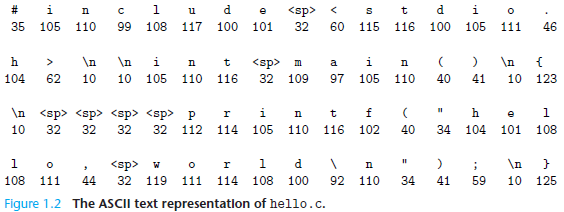 # i n c l u d e <sp> < s t d i o .
35 105 110 99 108 117 100 101 32 60 115 116 100 105 111 46
h > \n \n i n t <sp> m a i n ( ) \n {
104 62 10 10 105 110 116 32 109 97 105 110 40 41 10 123
\n <sp> <sp> <sp> <sp> p r i n t f ( " h e l
10 32 32 32 32 112 114 105 110 116 102 40 34 104 101 108
l o , <sp> w o r l d \ n " ) ; \n }
108 111 44 32 119 111 114 108 100 92 110 34 41 59 10 125
Figure 1.2 The ASCII text representation of hello.c.